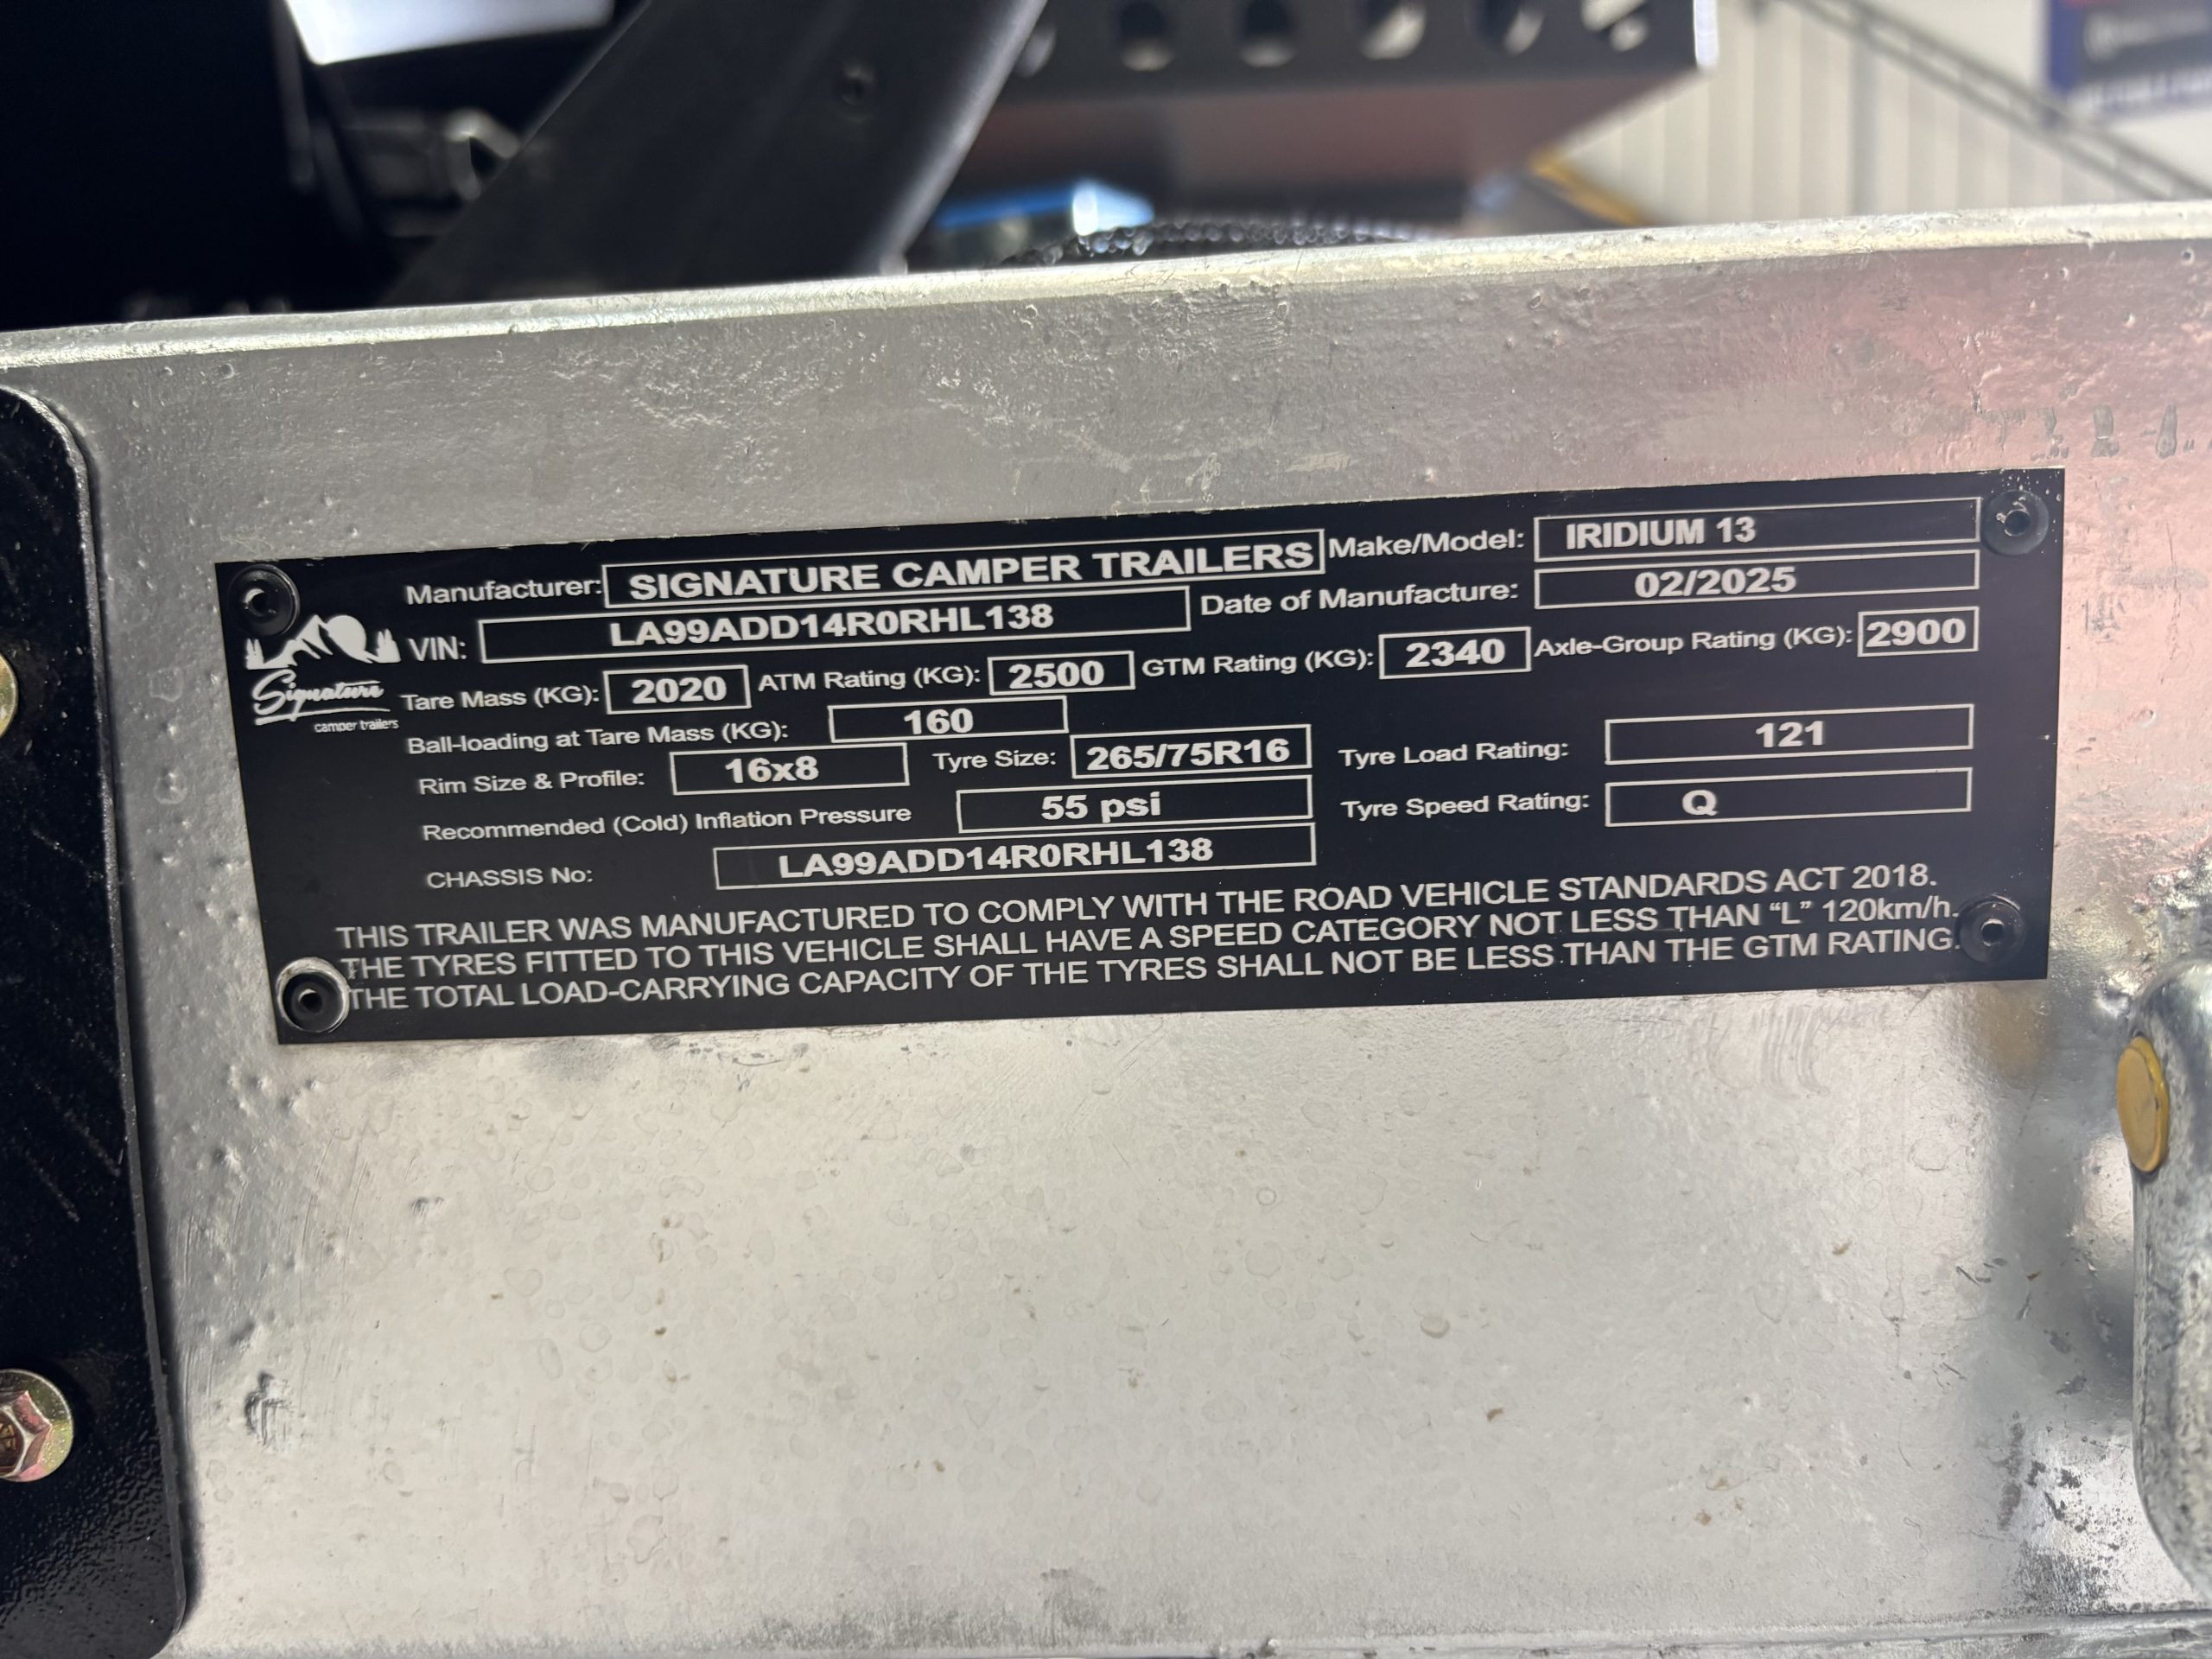 Manufacturer: SIGNATURE CAMPER TRAILERS Make/Model: IRIDIUM 13
VIN: LA99ADD14R0RHL138 Date of Manufacture: 02/2025
Signature
camper trailers
Tare Mass (KG): 2020 ATM Rating (KG): 2500 GTM Rating (KG): 2340 Axle-Group Rating (KG): 2900
Ball-loading at Tare Mass (KG): 160
Rim Size & Profile: 16x8 Tyre Size: 265/75R16 Tyre Load Rating: 121
Recommended (Cold) Inflation Pressure 55 psi Tyre Speed Rating: Q
CHASSIS No: LA99ADD14R0RHL138
THIS TRAILER WAS MANUFACTURED TO COMPLY WITH THE ROAD VEHICLE STANDARDS ACT 2018.
THE TYRES FITTED TO THIS VEHICLE SHALL HAVE A SPEED CATEGORY NOT LESS THAN “L” 120km/h.
THE TOTAL LOAD-CARRYING CAPACITY OF THE TYRES SHALL NOT BE LESS THAN THE GTM RATING.